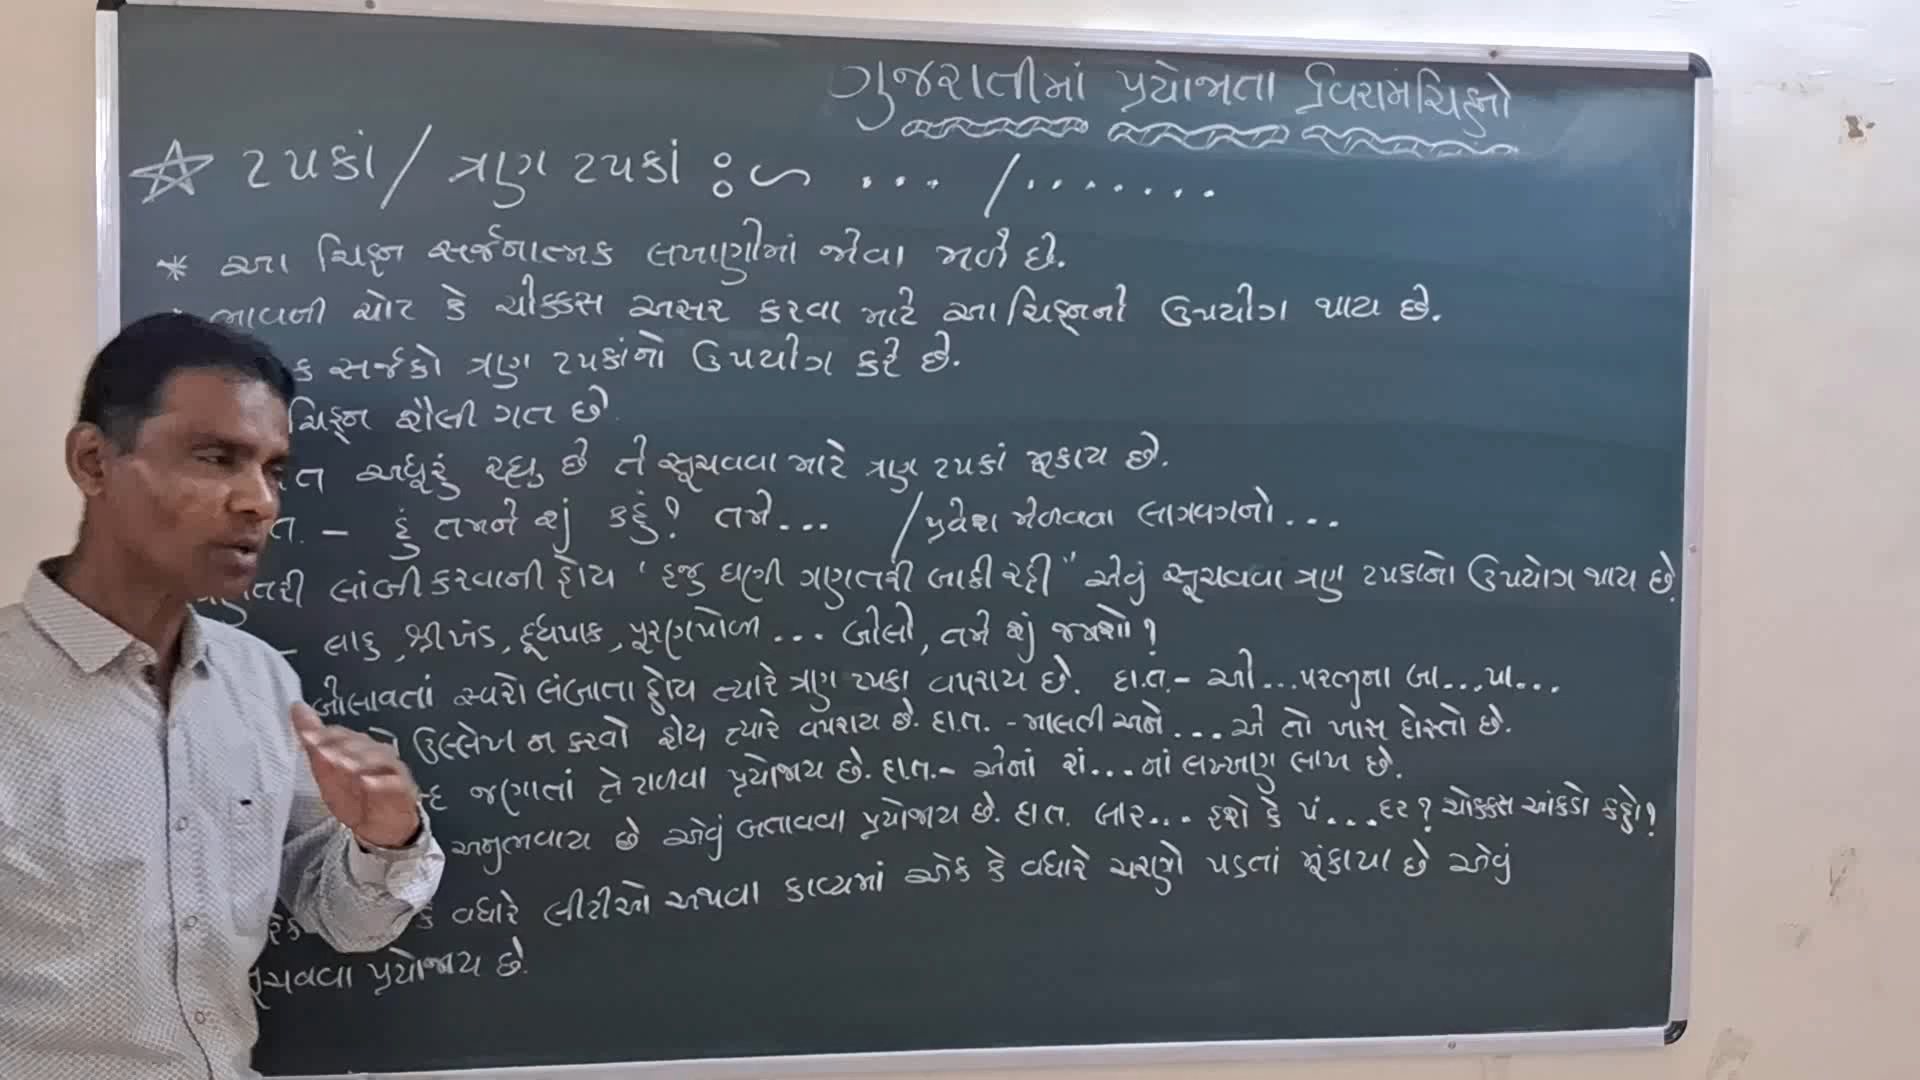 ગુજરાતીમાં પ્રયોજાતા વિરામચિહ્નો
ટપકાં / ત્રણ ટપકાં :~ ... / .......
* આ ચિહ્ન સર્જનાત્મક લખાણોમાં જોવા મળે છે.
ભાવની ચોટ કે ચોક્કસ અસર કરવા માટે આ ચિહ્નનો ઉપયોગ થાય છે.
ક સર્જકો ત્રણ ટપકાંનો ઉપયોગ કરે છે.
ચિહ્ન શૈલી ગત છે.
ત અધૂરું રહ્યુ છે તે સૂચવવા માટે ત્રણ ટપકાં મૂકાય છે.
ત. - હું તમને શું કહું? તમે... / પ્રવેશ મેળવવા લાગવગનો...
તરી લાંબી કરવાની હોય ' હજુ ઘણી ગણતરી બાકી રહી " એવું સૂચવવા ત્રણ ટપકાંનો ઉપયોગ થાય છે.
- લાડુ, શ્રીખંડ, દૂધપાક, પૂરણપોળી... બોલો, તમે શું જમશો?
બોલાવતાં સ્વરો લંબાતા હોય ત્યારે ત્રણ ટપકા વપરાય છે. દા.ત.- ઓ...પરભુના બા...પા...
ઉલ્લેખ ન કરવો હોય ત્યારે વપરાય છે. દા.ત. - માલતી અને ... એ તો ખાસ દોસ્તો છે.
જણાતાં તે ટાળવા પ્રયોજાય છે. દા.ત.- એનાં રાં...નાં લખ્ખણ લાખ છે.
અનુભવાય છે એવું બતાવવા પ્રયોજાય છે. દા.ત. બાર... હશે કે પં...દર? ચોક્કસ આંકડો કહો!
કે વધારે લીટીઓ અથવા કાવ્યમાં એક કે વધારે ચરણો પડતાં મૂકાયા છે એવું
સૂચવવા પ્રયોજાય છે.